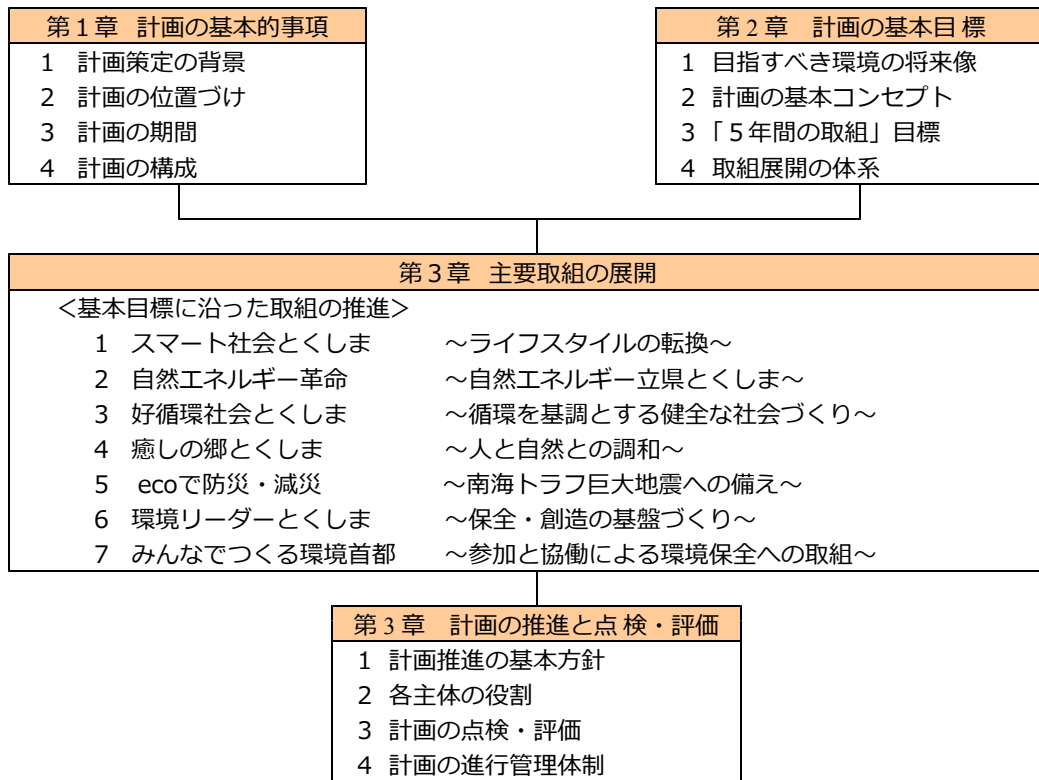 第1章 計画の基本的事項
1 計画策定の背景
2 計画の位置づけ
3 計画の期間
4 計画の構成
第2章 計画の基本目標
1 目指すべき環境の将来像
2 計画の基本コンセプト
3 「5年間の取組」目標
4 取組展開の体系
第3章 主要取組の展開
＜基本目標に沿った取組の推進＞
1 スマート社会とくしま ～ライフスタイルの転換～
2 自然エネルギー革命 ～自然エネルギー立県とくしま～
3 好循環社会とくしま ～循環を基調とする健全な社会づくり～
4 癒しの郷とくしま ～人と自然との調和～
5 ecoで防災・減災 ～南海トラフ巨大地震への備え～
6 環境リーダーとくしま ～保全・創造の基盤づくり～
7 みんなでつくる環境首都 ～参加と協働による環境保全への取組～
第3章 計画の推進と点検・評価
1 計画推進の基本方針
2 各主体の役割
3 計画の点検・評価
4 計画の進行管理体制